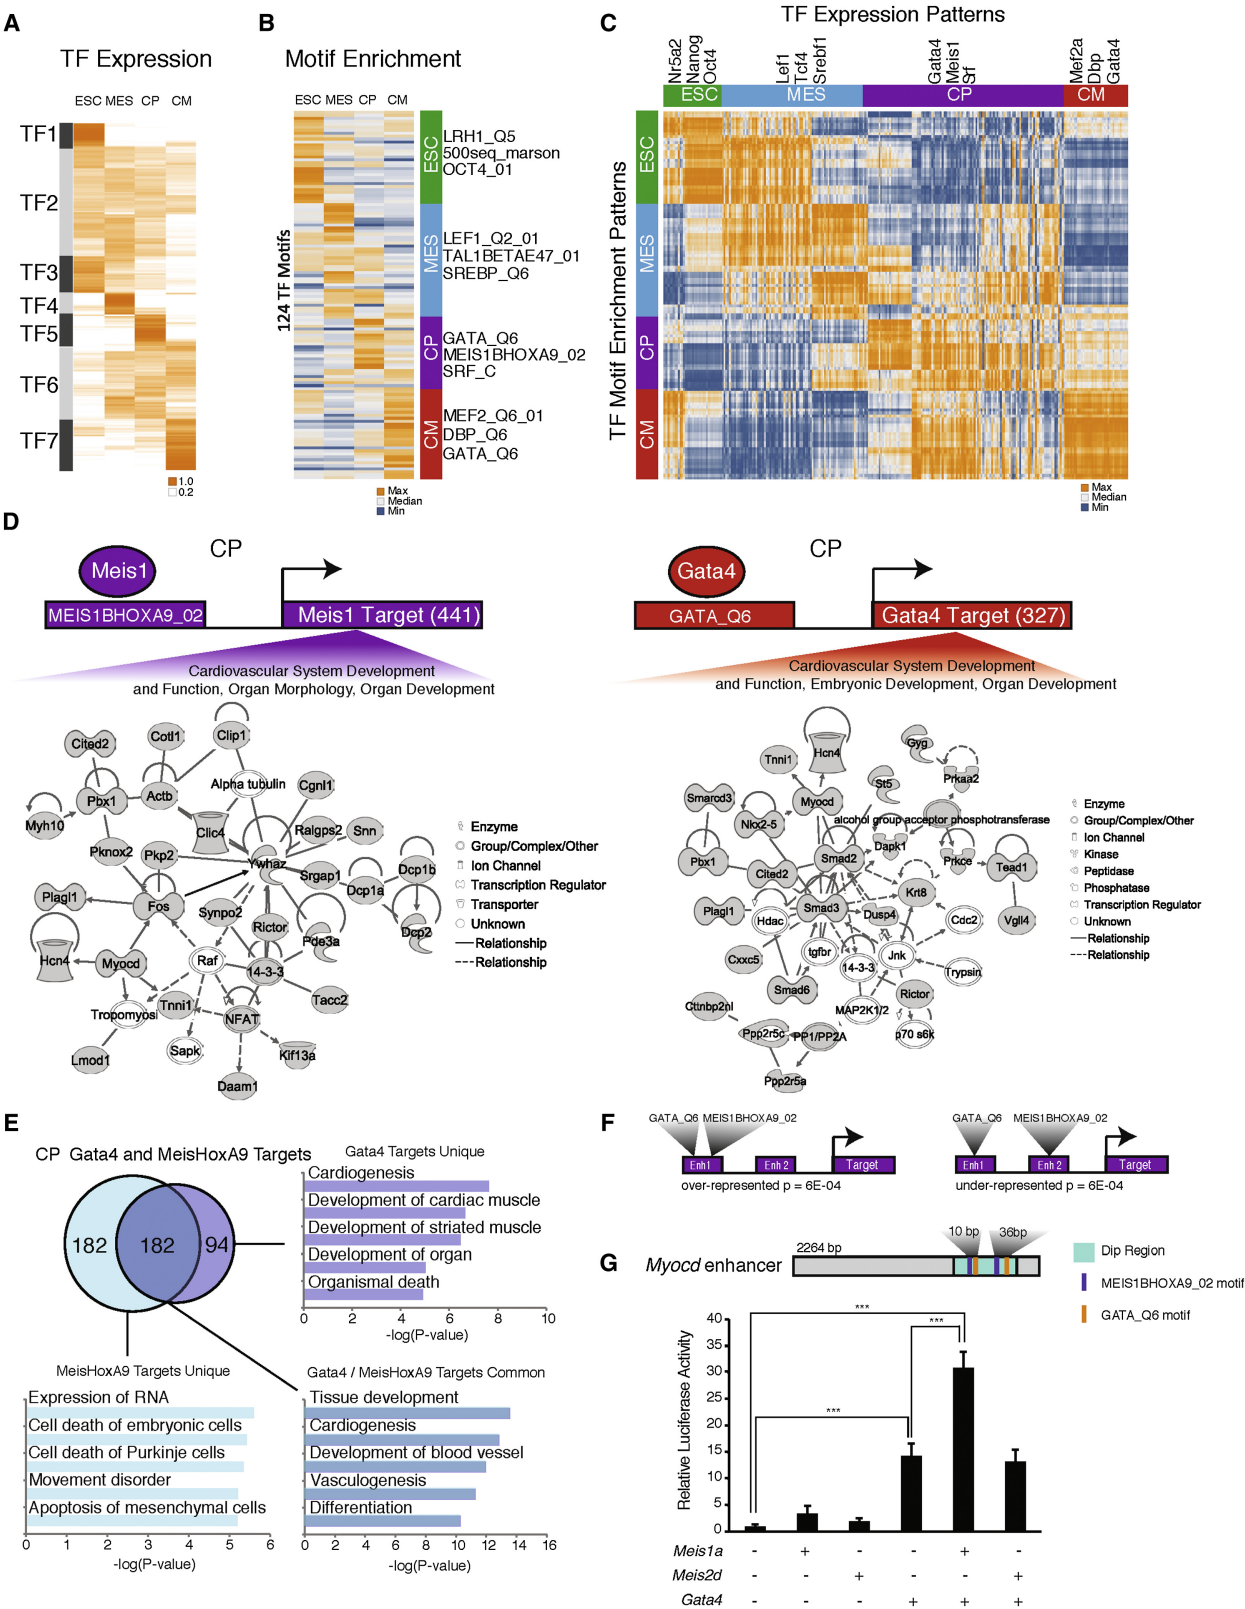 A
TF Expression
ESC MES CP CM
TF1
TF2
TF3
TF4
TF5
TF6
TF7
1.0
0.2
B
Motif Enrichment
ESC MES CP CM
124 TF Motifs
ESC
MES
CP
CM
LRH1_Q5
500seq_marson
OCT4_01
LEF1_Q2_01
TAL1BETAE47_01
SREBP_Q6
GATA_Q6
MEIS1BHOXA9_02
SRF_C
MEF2_Q6_01
DBP_Q6
GATA_Q6
Max
Median
Min
C
TF Expression Patterns
Nr5a2
Nanog
Oct4
Lef1
Tcf4
Srebf1
Gata4
Meis1
Srf
Mef2a
Dbp
Gata4
ESC MES CP CM
TF Motif Enrichment Patterns
ESC
MES
CP
CM
Max
Median
Min
D
CP
Meis1
MEIS1BHOXA9_02
Meis1 Target (441)
Cardiovascular System Development
and Function, Organ Morphology, Organ Development
Cited2
Cotl1
Clip1
Alpha tubulin
Cgnl1
Pbx1
Actb
Myh10
Clic4
Ralgps2
Snn
Pknox2
Pkp2
Ywhaz
Srgap1
Dcp1a
Dcp1b
Plagl1
Fos
Synpo2
Rictor
Pde3a
Dcp2
Hcn4
Myocd
Raf
14-3-3
Tropomyosi
Tnni1
NFAT
Tacc2
Lmod1
Sapk
Kif13a
Daam1
Enzyme
Group/Complex/Other
Ion Channel
Transcription Regulator
Transporter
Unknown
Relationship
Relationship
CP
Gata4
GATA_Q6
Gata4 Target (327)
Cardiovascular System Development
and Function, Embryonic Development, Organ Development
Hcn4
Gyg
Tnni1
St5
Prkaa2
Smarcd3
Myocd
Nkx2-5
alcohol group acceptor phosphotransferase
Pbx1
Smad2
Dapk1
Prkce
Tead1
Cited2
Krt8
Plagl1
Hdac
Smad3
Dusp4
Cdc2
Vgll4
Cxxc5
tgfbr
14-3-3
Jnk
Trypsin
Smad6
Rictor
Cttnbp2nl
MAP2K1/2
Ppp2r5c
PP1/PP2A
p70 s6k
Ppp2r5a
Enzyme
Group/Complex/Other
Ion Channel
Kinase
Peptidase
Phosphatase
Transcription Regulator
Unknown
Relationship
Relationship
E
CP Gata4 and MeisHoxA9 Targets
182
182
94
Gata4 Targets Unique
Cardiogenesis
Development of cardiac muscle
Development of striated muscle
Development of organ
Organismal death
0 2 4 6 8 10
-log(P-value)
MeisHoxA9 Targets Unique
Expression of RNA
Cell death of embryonic cells
Cell death of Purkinje cells
Movement disorder
Apoptosis of mesenchymal cells
0 1 2 3 4 5 6
-log(P-value)
Gata4 / MeisHoxA9 Targets Common
Tissue development
Cardiogenesis
Development of blood vessel
Vasculogenesis
Differentiation
0 2 4 6 8 10 12 14 16
-log(P-value)
F
GATA_Q6 MEIS1BHOXA9_02
Enh1
Enh 2
Target
over-represented p = 6E-04
GATA_Q6 MEIS1BHOXA9_02
Enh1
Enh 2
Target
under-represented p = 6E-04
G
Myocd enhancer
2264 bp
10 bp
36bp
Dip Region
MEIS1BHOXA9_02 motif
GATA_Q6 motif
Relative Luciferase Activity
40
35
30
25
20
15
10
5
0
***
***
***
Meis1a - + - - + -
Meis2d - - + - - +
Gata4 - - - + + +